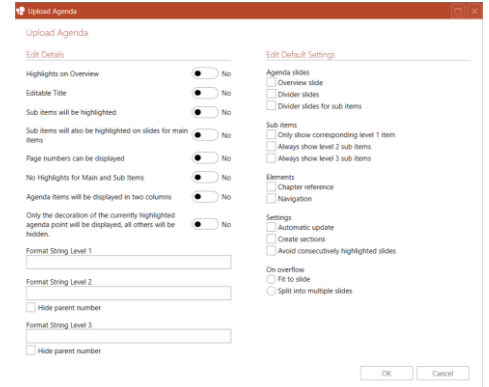 Upload Agenda
Upload Agenda
Edit Details
Highlights on Overview
No
Editable Title
No
Sub items will be highlighted
No
Sub items will also be highlighted on slides for main
items
No
Page numbers can be displayed
No
No Highlights for Main and Sub Items
No
Agenda items will be displayed in two columns
No
Only the decoration of the currently highlighted
agenda point will be displayed, all others will be
hidden.
No
Format String Level 1
Format String Level 2
Hide parent number
Format String Level 3
Hide parent number
Edit Default Settings
Agenda slides
Overview slide
Divider slides
Divider slides for sub items
Sub items
Only show corresponding level 1 item
Always show level 2 sub items
Always show level 3 sub items
Elements
Chapter reference
Navigation
Settings
Automatic update
Create sections
Avoid consecutively highlighted slides
On overflow
Fit to slide
Split into multiple slides
OK
Cancel